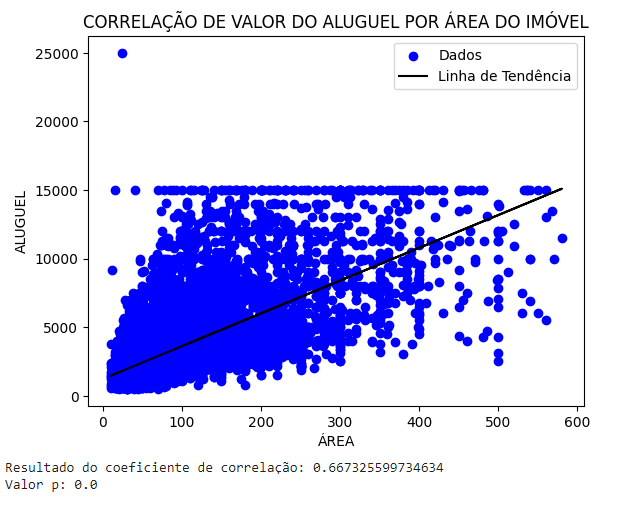 CORRELAÇÃO DE VALOR DO ALUGUEL POR ÁREA DO IMÓVEL
Dados
Linha de Tendência
25000
20000
15000
10000
5000
0
ALUGUEL
0 100 200 300 400 500 600
ÁREA
Resultado do coeficiente de correlação: 0.667325599734634
Valor p: 0.0